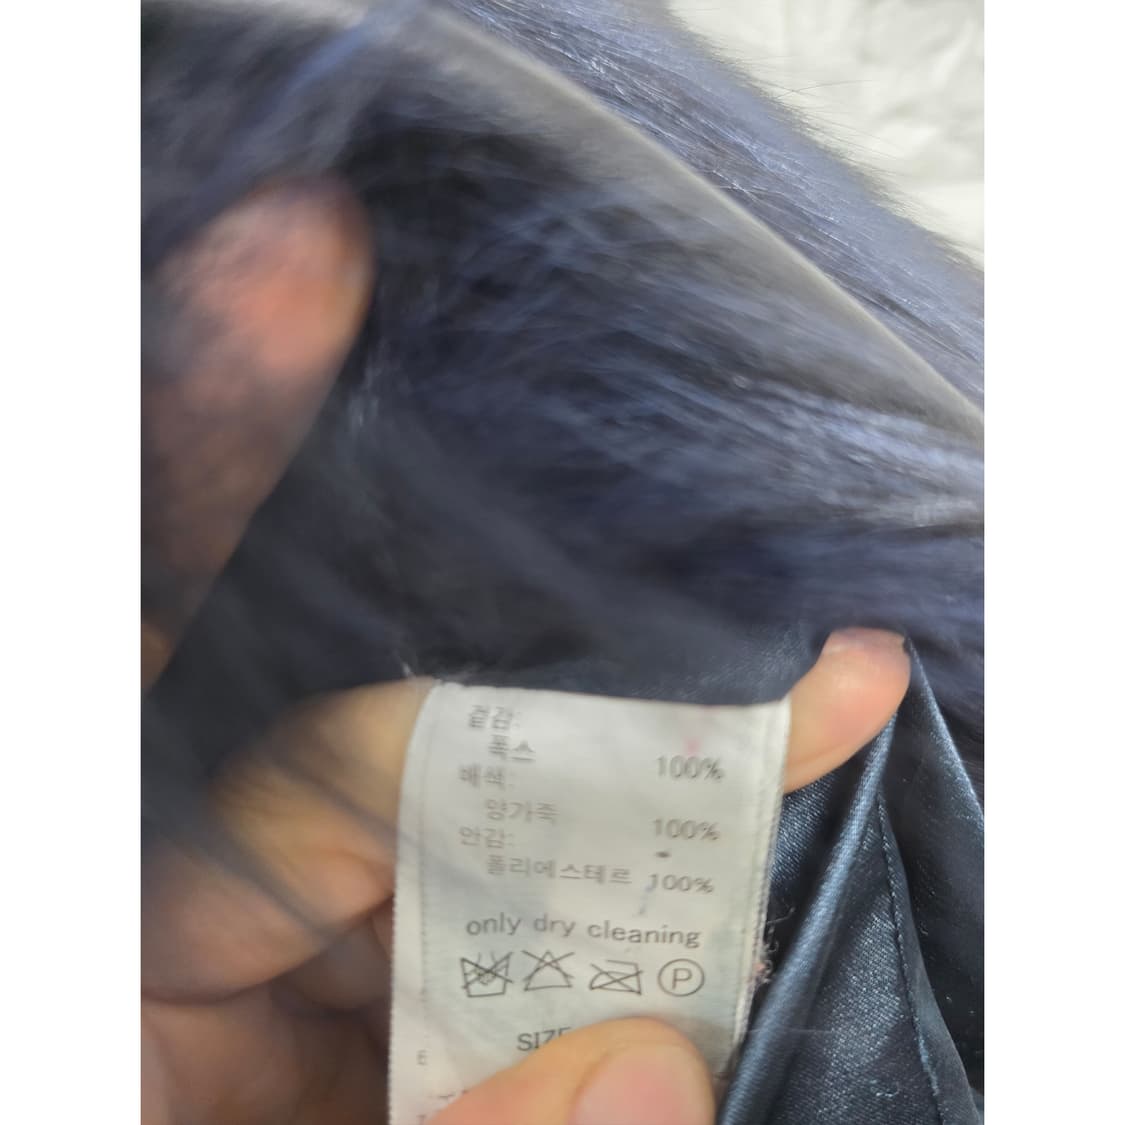 겉감:
폭스 100%
배색:
양가죽 100%
안감:
폴리에스테르 100%
only dry cleaning
P
SIZE
6